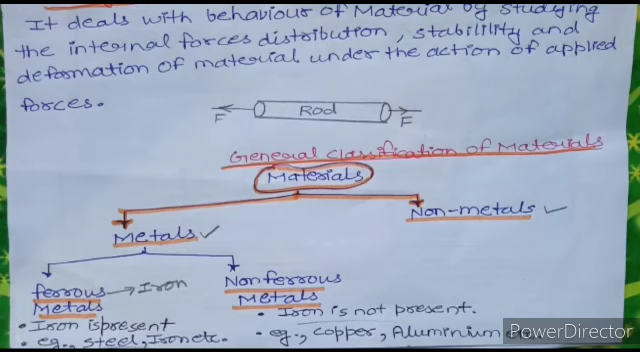 It deals with behaviour of Material by studying
the internal forces distribution, stabilility and
deformation of material under the action of applied
forces.
F Rod F
General classification of Materials
Materials
Metals ✓ Non-metals ✓
ferrous Metals → Iron
Nonferrous Metals
• Iron is present
• eg., steel, Iron etc.
• Iron is not present.
• eg., copper, Aluminium
PowerDirector